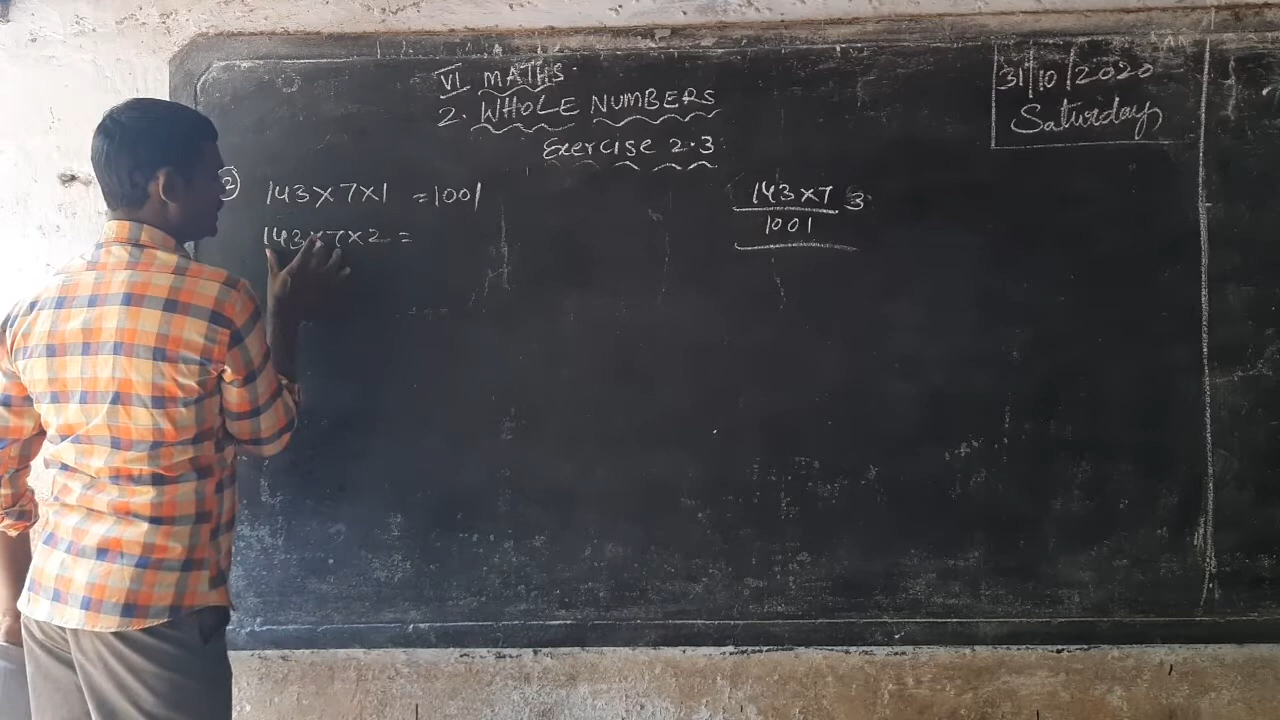 VI MATHS
2. WHOLE NUMBERS
Exercise 2.3
31/10/2020
Saturday
2 143×7×1 =1001
143×7×2 =
143×7 3
1001